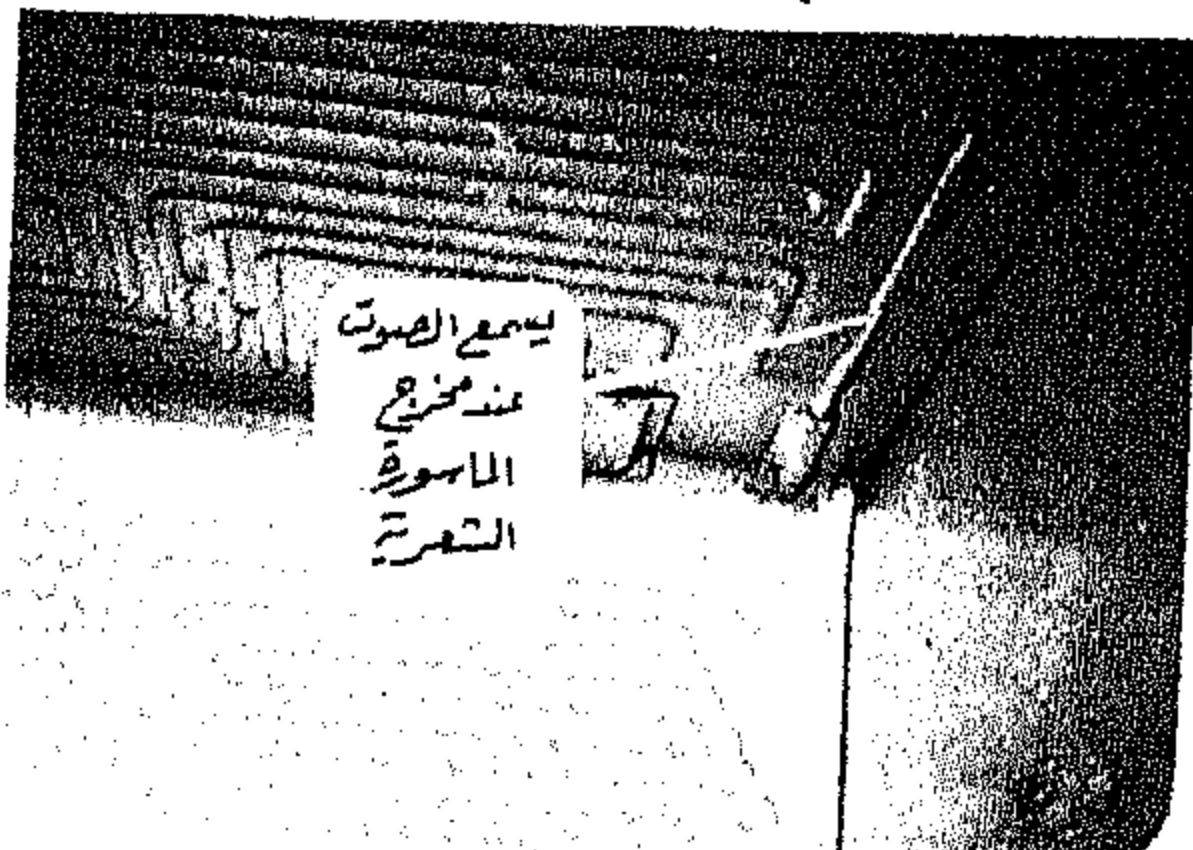 يسمع الصوت
عند مخرج
الماسورة
الشعرية